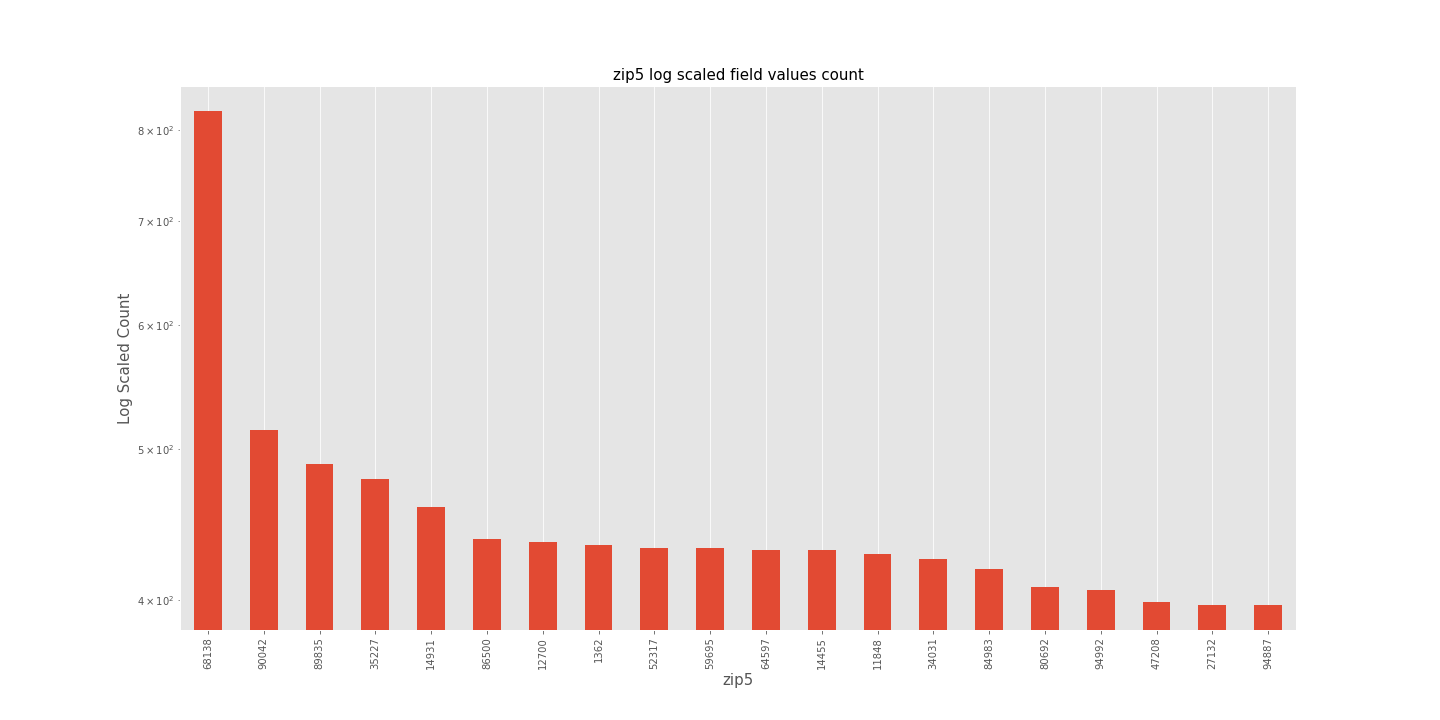 zip5 log scaled field values count
8 × 10²
7 × 10²
6 × 10²
5 × 10²
4 × 10²
Log Scaled Count
68138
90042
89835
35227
14931
86500
12700
1362
52317
59695
64597
14455
11848
34031
84983
80692
94992
47208
27132
94887
zip5